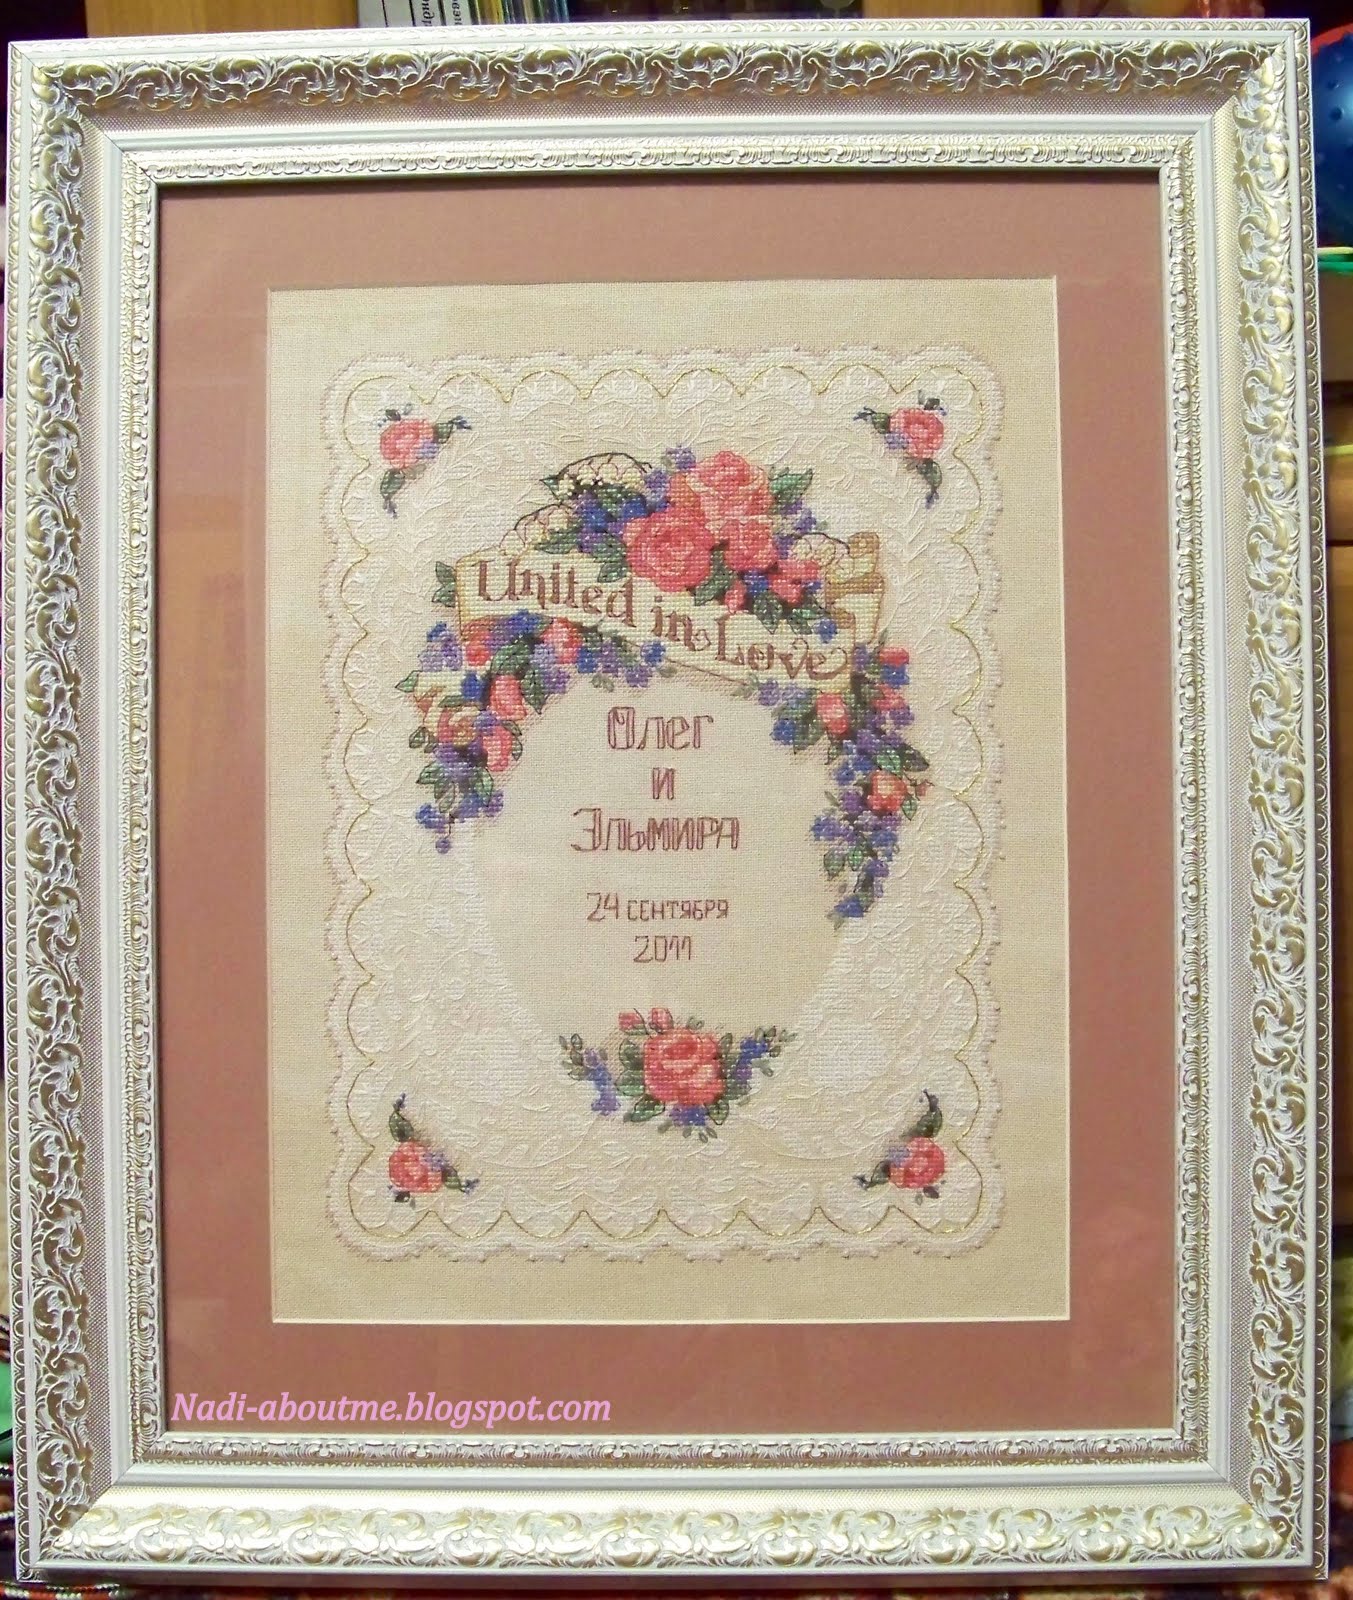 United in Love
Олег
и
Эльмира
24 сентября
2011
Nadi-aboutme.blogspot.com